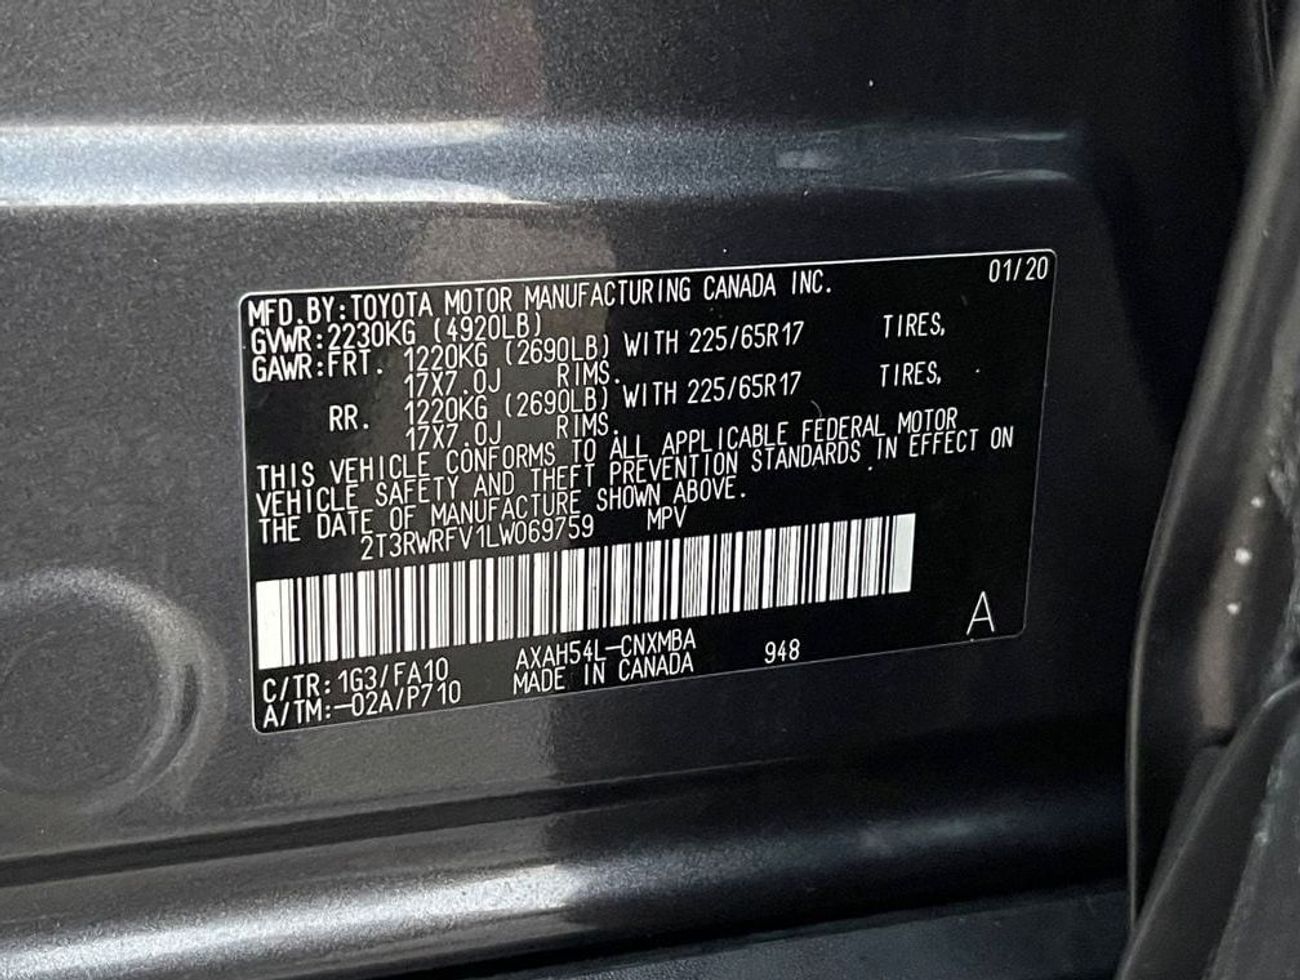 MFD.BY:TOYOTA MOTOR MANUFACTURING CANADA INC. 01/20
GVWR:2230KG (4920LB)
GAWR:FRT. 1220KG (2690LB) WITH 225/65R17 TIRES,
17X7.0J RIMS.
RR. 1220KG (2690LB) WITH 225/65R17 TIRES,
17X7.0J RIMS.
THIS VEHICLE CONFORMS TO ALL APPLICABLE FEDERAL MOTOR
VEHICLE SAFETY AND THEFT PREVENTION STANDARDS IN EFFECT ON
THE DATE OF MANUFACTURE SHOWN ABOVE.
2T3RWRFV1LW069759 MPV
C/TR:1G3/FA10 AXAH54L-CNXMBA 948 A
A/TM:-02A/P710 MADE IN CANADA